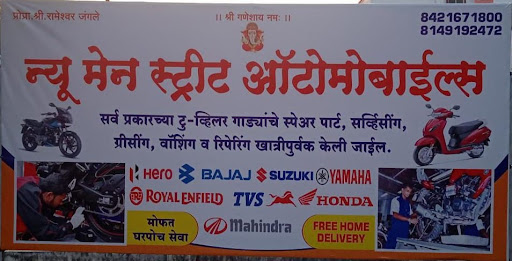 प्रोप्रा.श्री.रामेश्वर जंगले
।। श्री गणेशाय नमः ।।
8421671800
8149192472
न्यू मेन स्ट्रीट ऑटोमोबाईल्स
सर्व प्रकारच्या टु-व्हिलर गाड्यांचे स्पेअर पार्ट, सर्व्हिसींग,
ग्रीसींग, वॉशिंग व रिपेरिंग खात्रीपुर्वक केली जाईल.
Hero BAJAJ SUZUKI YAMAHA
ROYAL ENFIELD TVS HONDA
मोफत
घरपोच सेवा
Mahindra
FREE HOME
DELIVERY